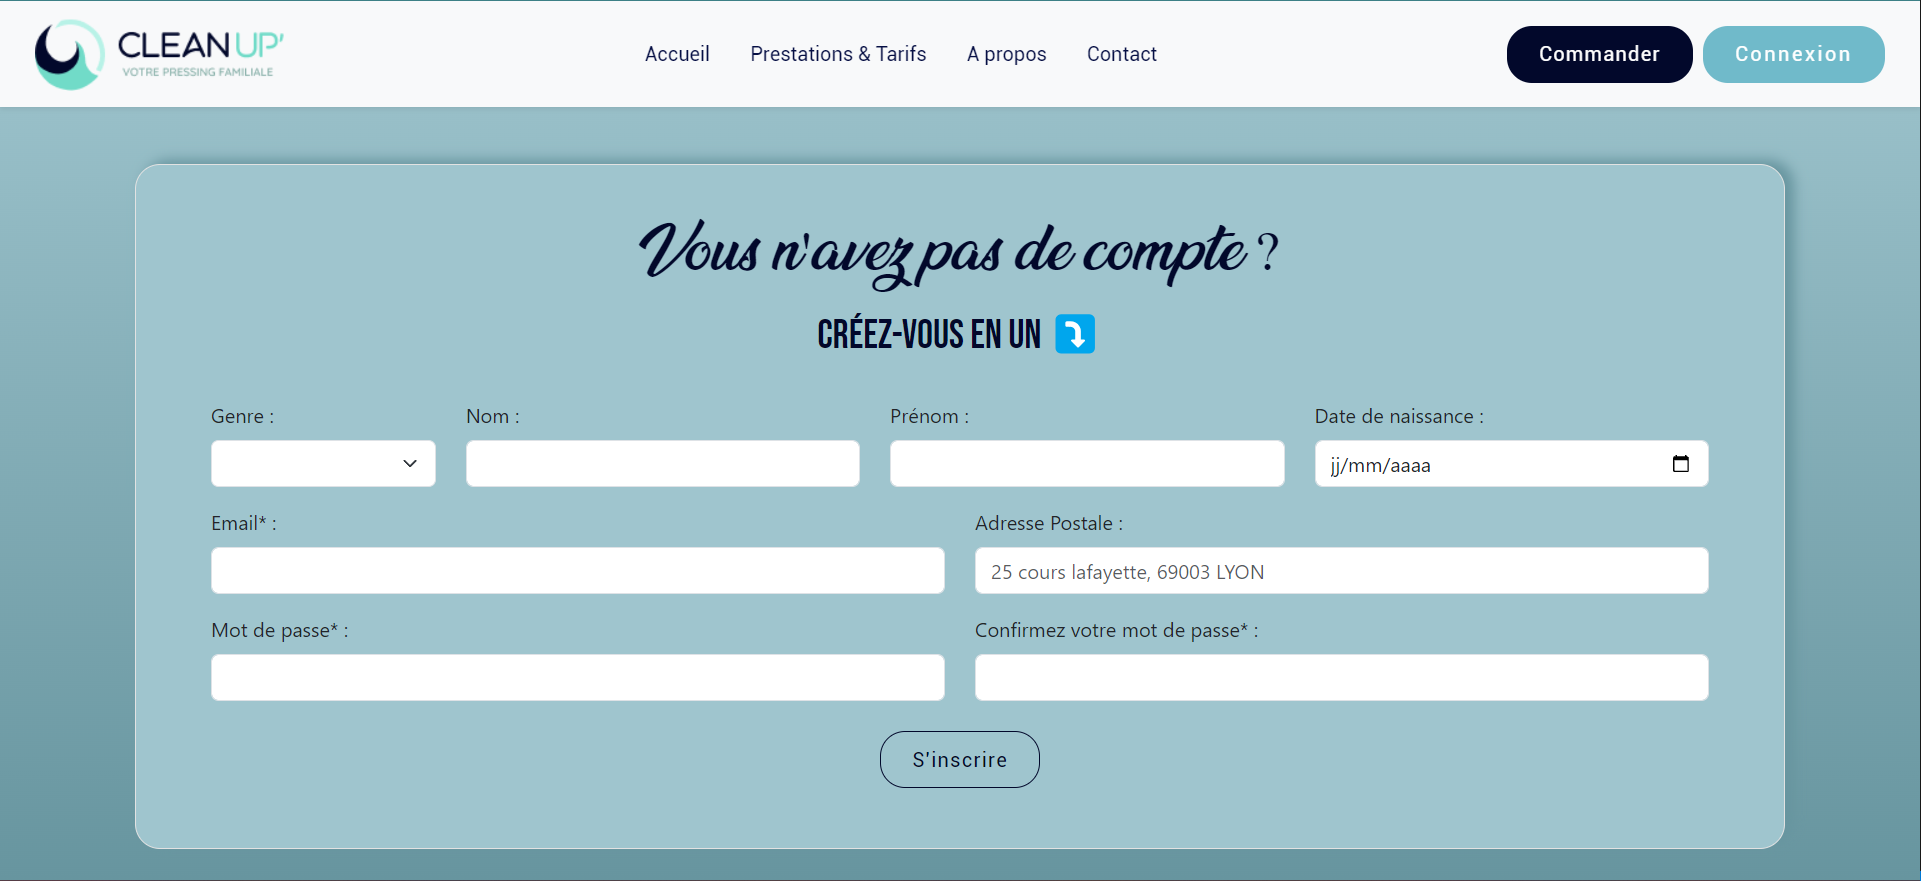 CLEAN UP'
VOTRE PRESSING FAMILIALE
Accueil Prestations & Tarifs A propos Contact
Commander Connexion
Vous n'avez pas de compte ?
CRÉEZ-VOUS EN UN
Genre : Nom : Prénom : Date de naissance :
jj/mm/aaaa
Email* : Adresse Postale :
25 cours lafayette, 69003 LYON
Mot de passe* : Confirmez votre mot de passe* :
S'inscrire